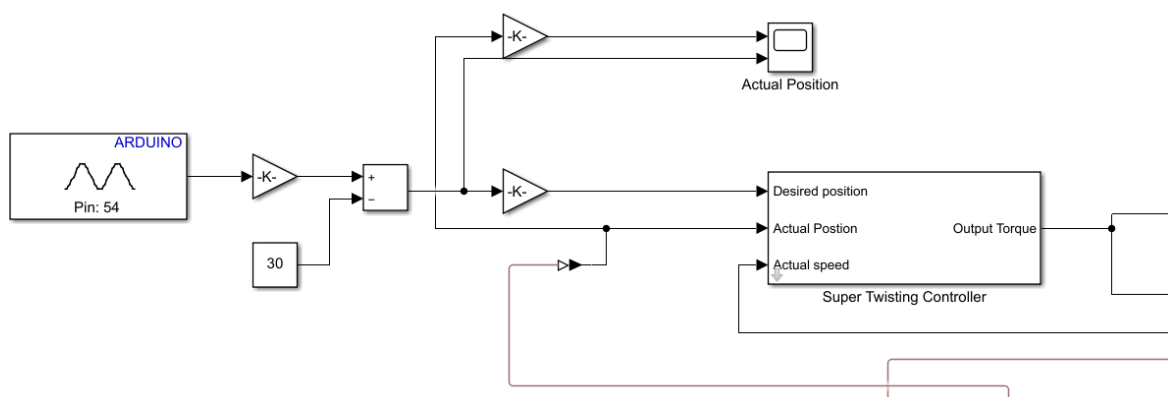 -K-
Actual Position
ARDUINO
Pin: 54
-K-
+
−
30
-K-
Desired position
Actual Postion
Actual speed
Output Torque
Super Twisting Controller